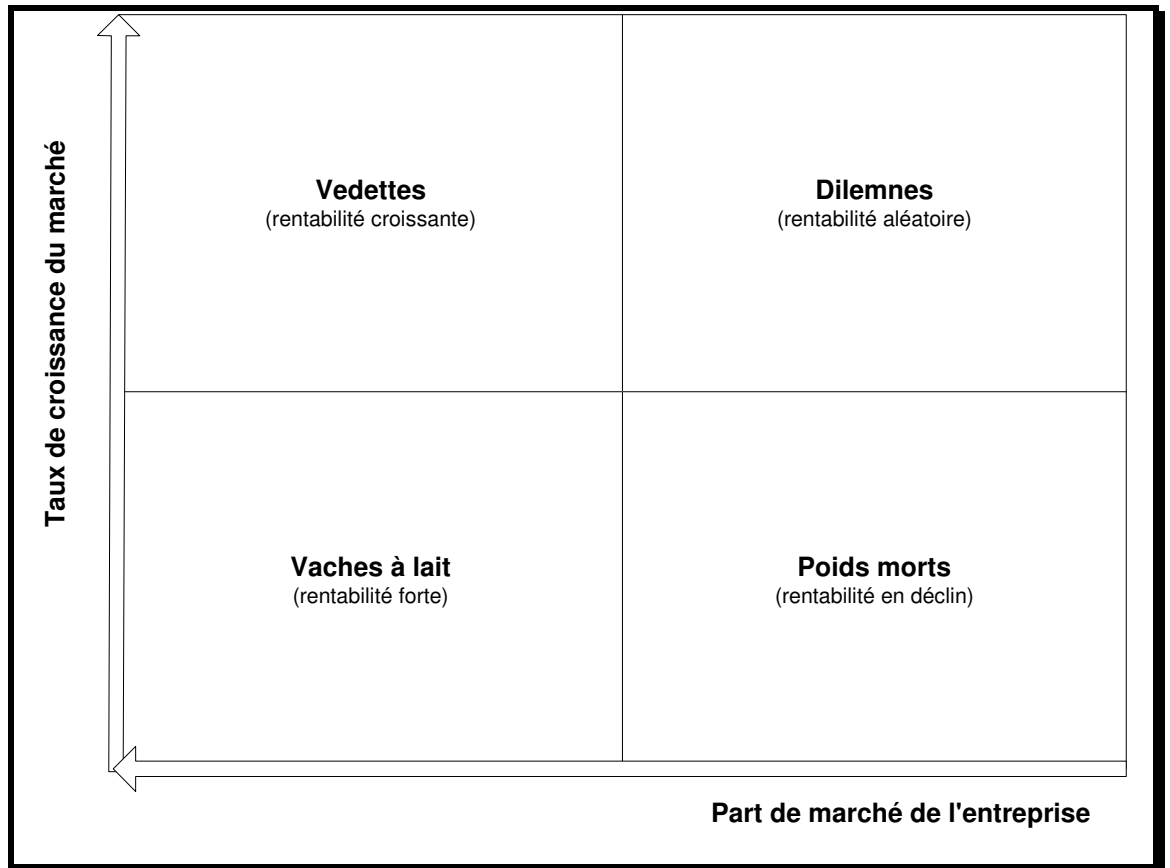 Taux de croissance du marché
Vedettes
(rentabilité croissante)
Dilemnes
(rentabilité aléatoire)
Vaches à lait
(rentabilité forte)
Poids morts
(rentabilité en déclin)
Part de marché de l'entreprise